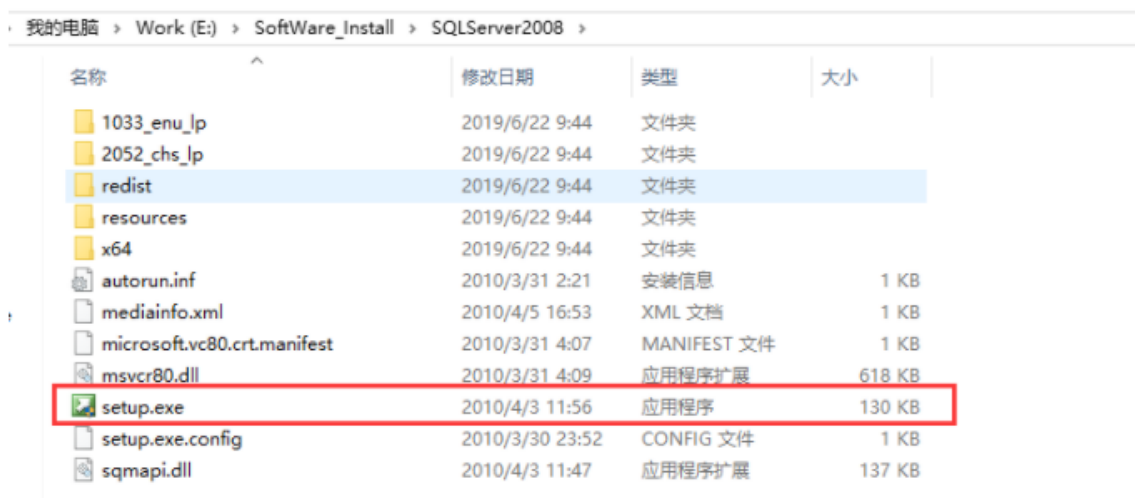 我的电脑 > Work (E:) > SoftWare_Install > SQLServer2008 >
名称 修改日期 类型 大小
1033_enu_lp 2019/6/22 9:44 文件夹
2052_chs_lp 2019/6/22 9:44 文件夹
redist 2019/6/22 9:44 文件夹
resources 2019/6/22 9:44 文件夹
x64 2019/6/22 9:44 文件夹
autorun.inf 2010/3/31 2:21 安装信息 1 KB
mediainfo.xml 2010/4/5 16:53 XML 文档 1 KB
microsoft.vc80.crt.manifest 2010/3/31 4:07 MANIFEST 文件 1 KB
msvcr80.dll 2010/3/31 4:09 应用程序扩展 618 KB
setup.exe 2010/4/3 11:56 应用程序 130 KB
setup.exe.config 2010/3/30 23:52 CONFIG 文件 1 KB
sqmapi.dll 2010/4/3 11:47 应用程序扩展 137 KB